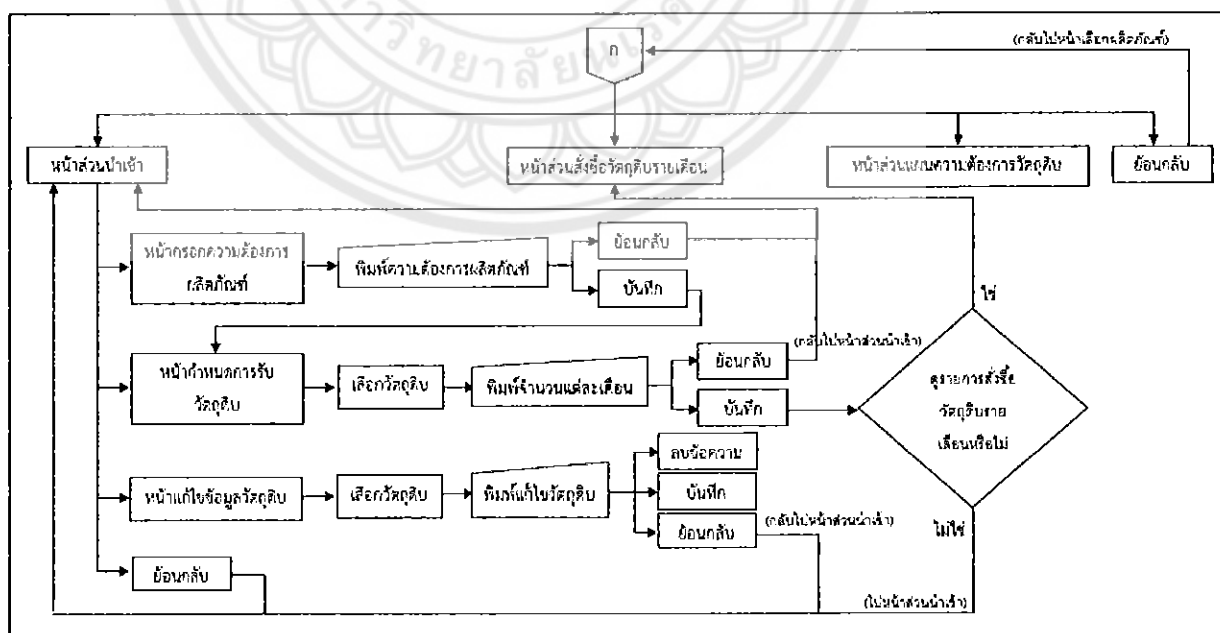 วิทยาลัย
(กลับไปหน้าเลือกผลิตภัณฑ์)
ก
หน้าส่วนนำเข้า
หน้าส่วนสั่งซื้อวัตถุดิบรายเดือน
หน้าส่วนแผนความต้องการวัตถุดิบ
ย้อนกลับ
หน้ากรอกความต้องการ
ผลิตภัณฑ์
พิมพ์ความต้องการผลิตภัณฑ์
ย้อนกลับ
บันทึก
ใช่
(กลับไปหน้าส่วนนำเข้า)
หน้ากำหนดการรับ
วัตถุดิบ
เลือกวัตถุดิบ
พิมพ์จำนวนแต่ละเดือน
ย้อนกลับ
บันทึก
ดูรายการสั่งซื้อ
วัตถุดิบราย
เดือนหรือไม่
หน้าแก้ไขข้อมูลวัตถุดิบ
เลือกวัตถุดิบ
พิมพ์แก้ไขวัตถุดิบ
ลบข้อความ
บันทึก
ย้อนกลับ
(กลับไปหน้าส่วนนำเข้า)
ไม่ใช่
ย้อนกลับ
(ไปหน้าส่วนนำเข้า)